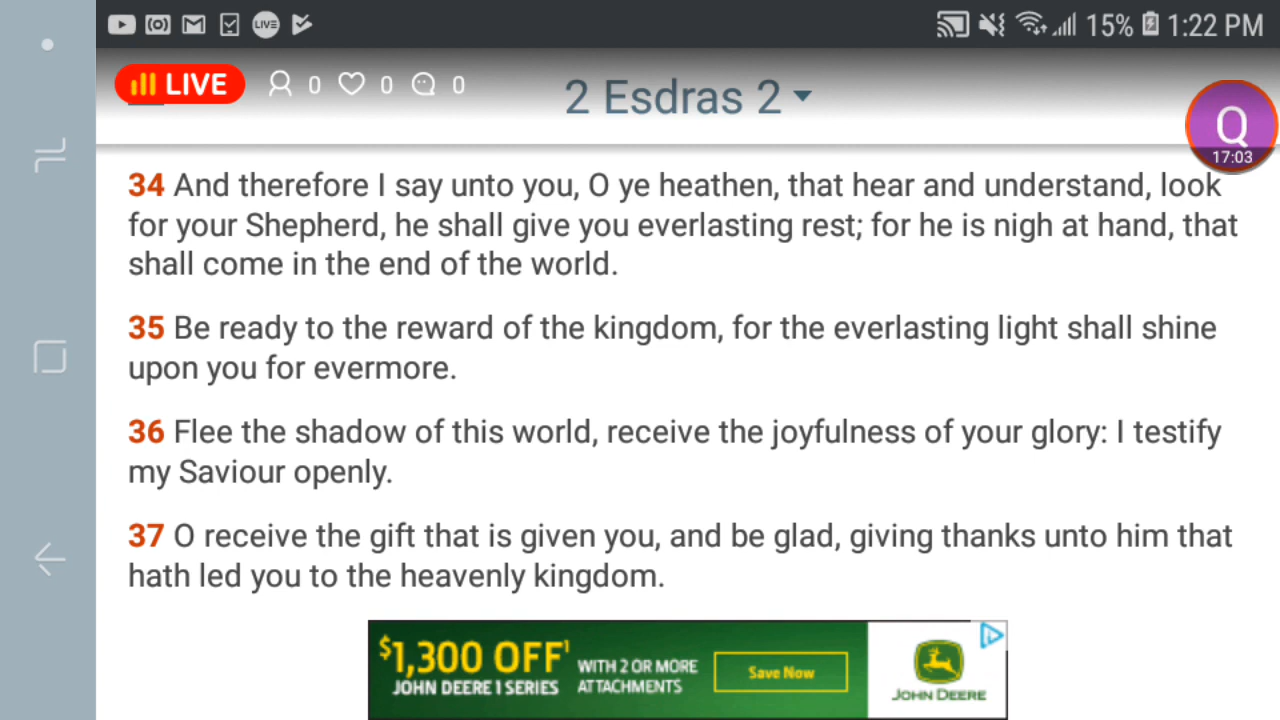 LIVE 15% 1:22 PM
LIVE 0 0 0
2 Esdras 2
Q
17:03
34 And therefore I say unto you, O ye heathen, that hear and understand, look
for your Shepherd, he shall give you everlasting rest; for he is nigh at hand, that
shall come in the end of the world.
35 Be ready to the reward of the kingdom, for the everlasting light shall shine
upon you for evermore.
36 Flee the shadow of this world, receive the joyfulness of your glory: I testify
my Saviour openly.
37 O receive the gift that is given you, and be glad, giving thanks unto him that
hath led you to the heavenly kingdom.
$1,300 OFF¹
JOHN DEERE 1 SERIES
WITH 2 OR MORE
ATTACHMENTS
Save Now
JOHN DEERE